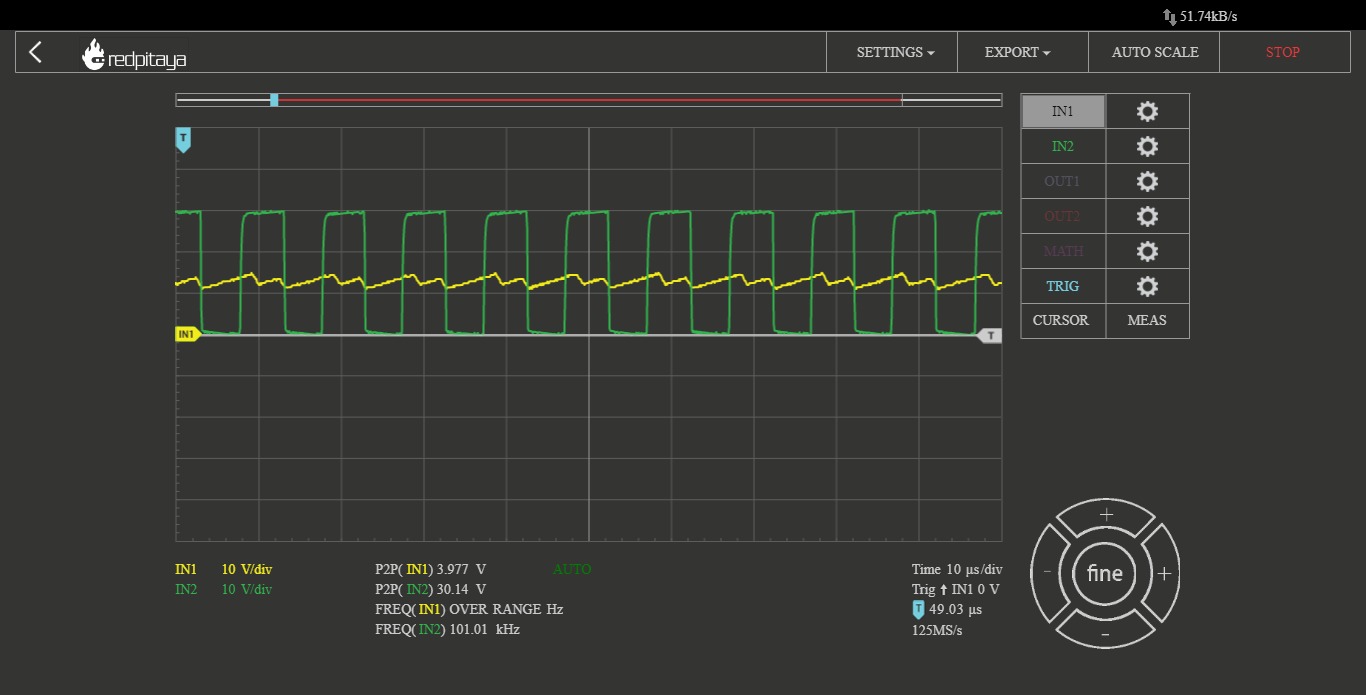 51.74kB/s
redpitaya SETTINGS EXPORT AUTO SCALE STOP
T
IN1
IN2
OUT1
OUT2
MATH
TRIG
CURSOR MEAS
IN1 T
IN1 10 V/div P2P( IN1) 3.977 V AUTO Time 10 µs/div
IN2 10 V/div P2P( IN2) 30.14 V Trig ↑ IN1 0 V
FREQ( IN1) OVER RANGE Hz T 49.03 µs
FREQ( IN2) 101.01 kHz 125MS/s
+
- fine +
-